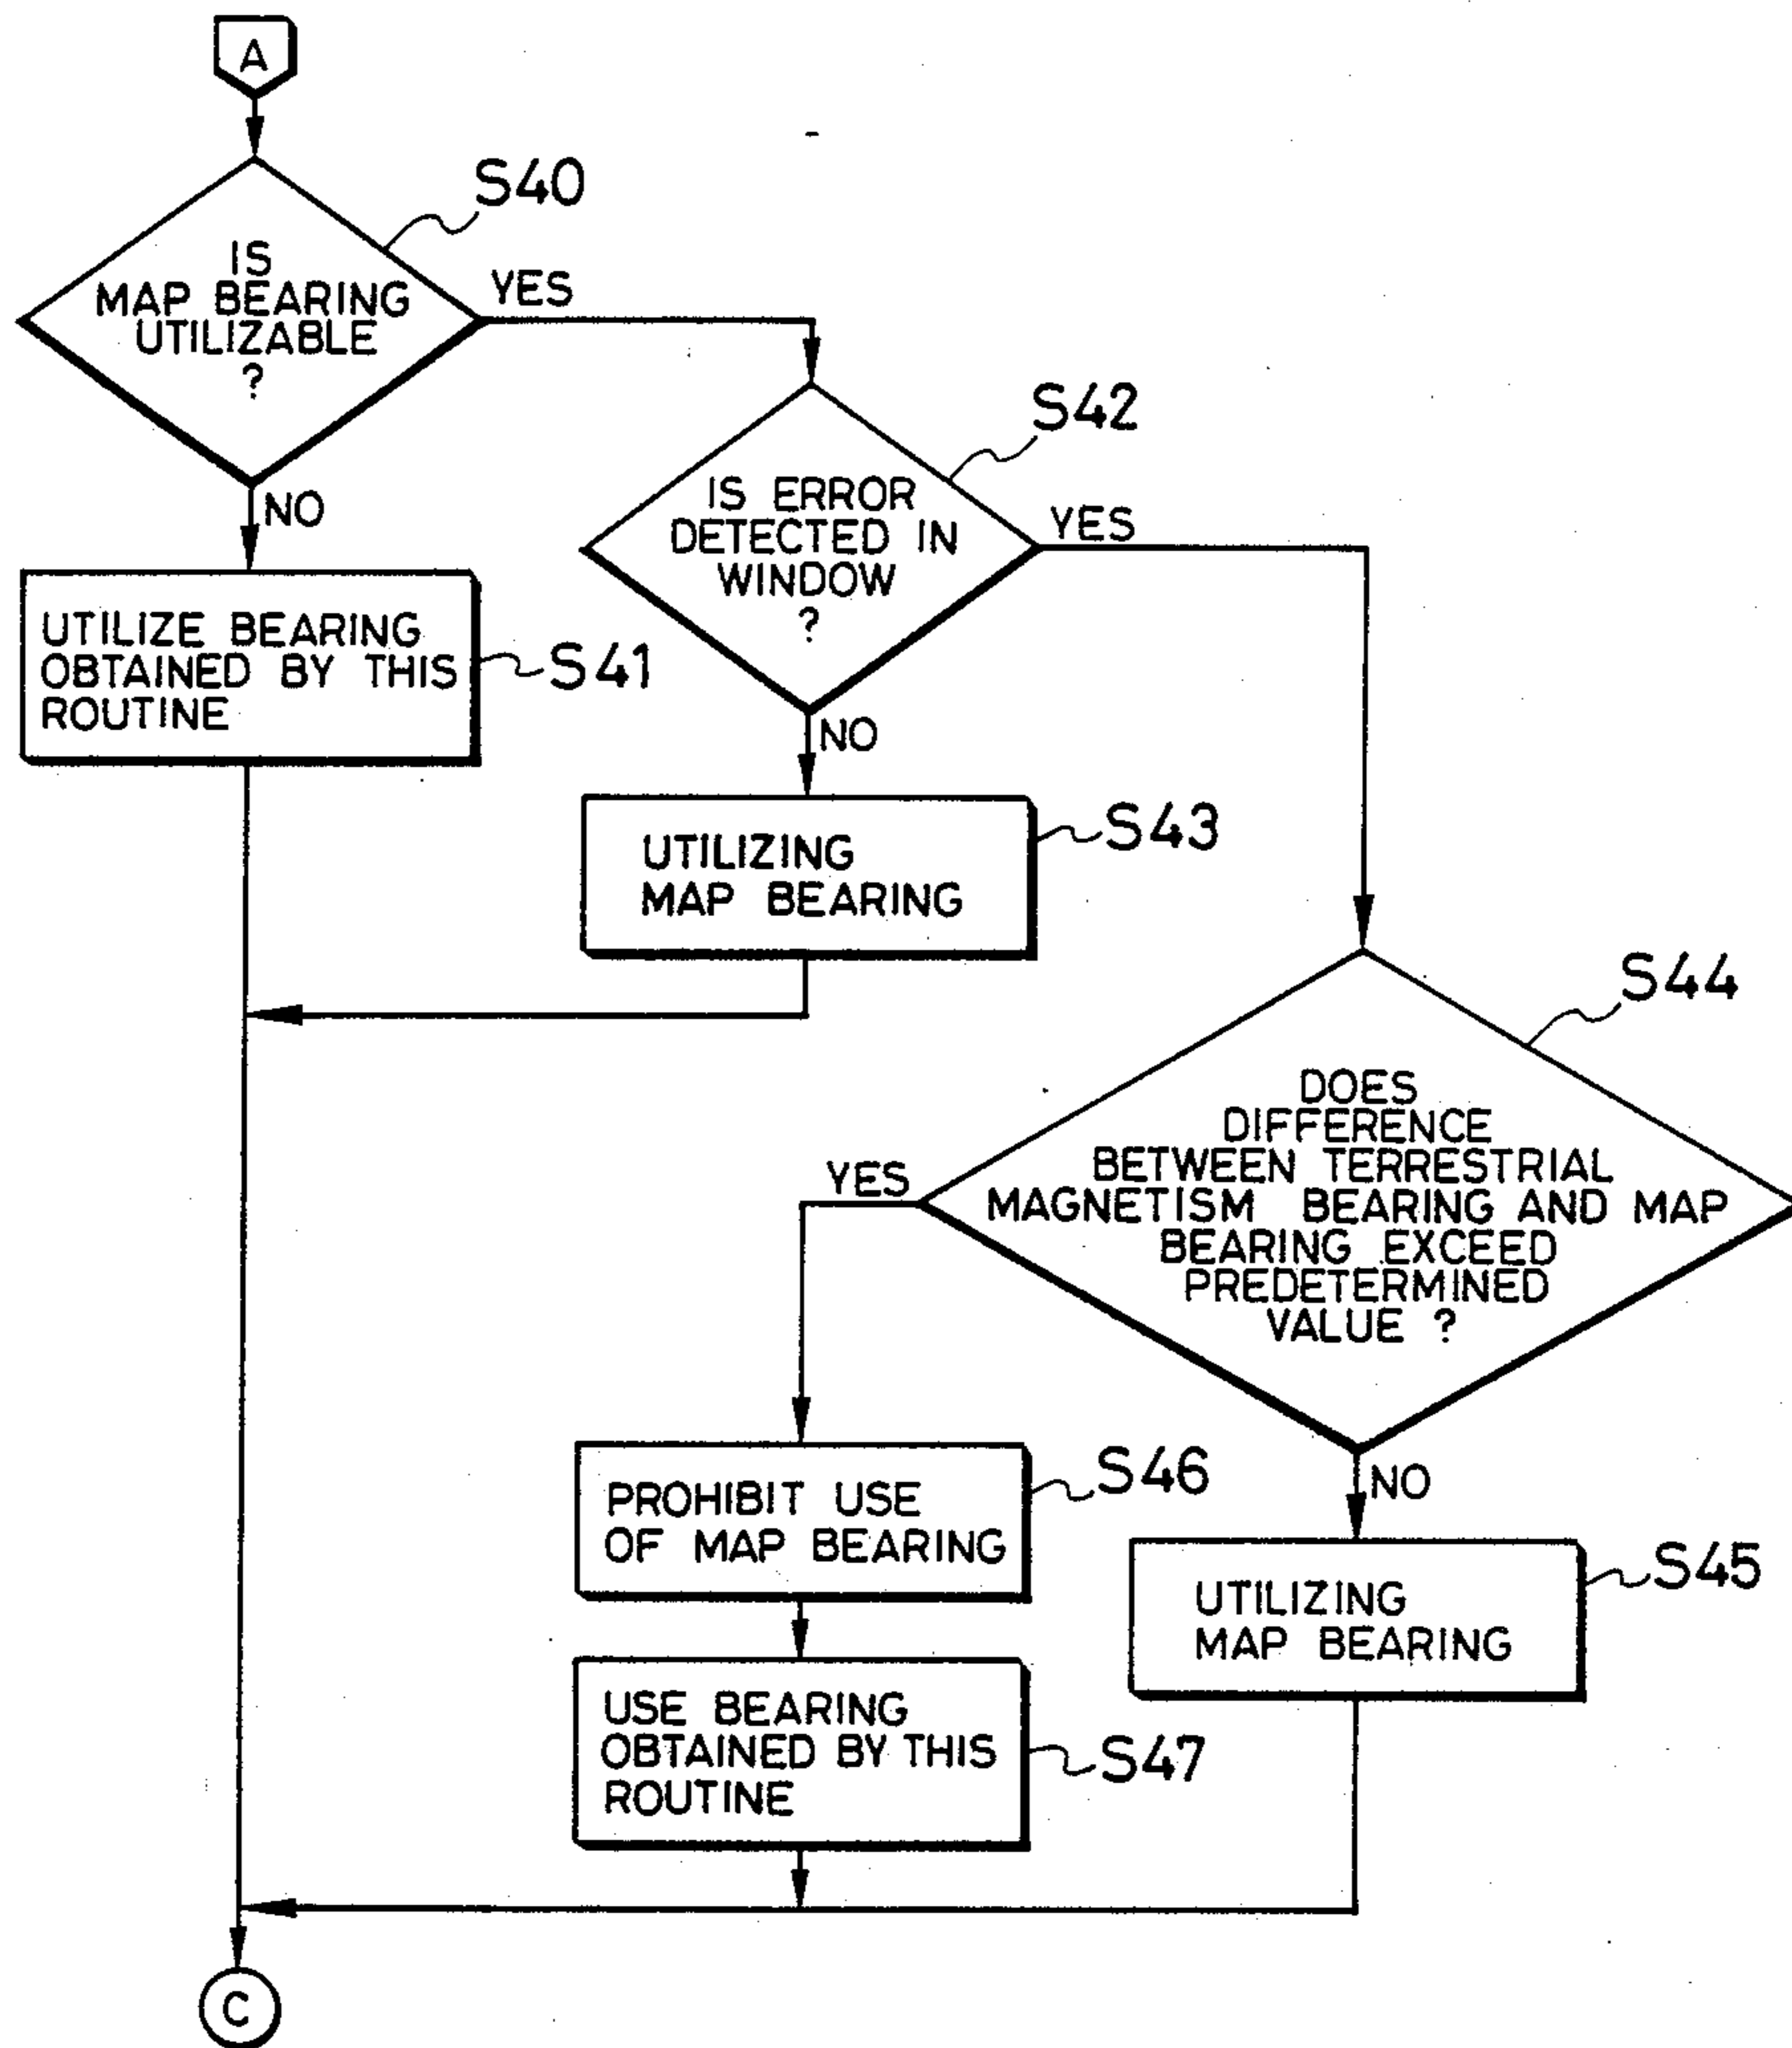 A
S40
IS
MAP BEARING
UTILIZABLE
?
YES
NO
S42
IS ERROR
DETECTED IN
WINDOW
?
YES
NO
UTILIZE BEARING
OBTAINED BY THIS
ROUTINE
S41
S43
UTILIZING
MAP BEARING
S44
DOES
DIFFERENCE
BETWEEN TERRESTRIAL
MAGNETISM BEARING AND MAP
BEARING EXCEED
PREDETERMINED
VALUE ?
YES
NO
S46
PROHIBIT USE
OF MAP BEARING
S45
UTILIZING
MAP BEARING
USE BEARING
OBTAINED BY THIS
ROUTINE
S47
C